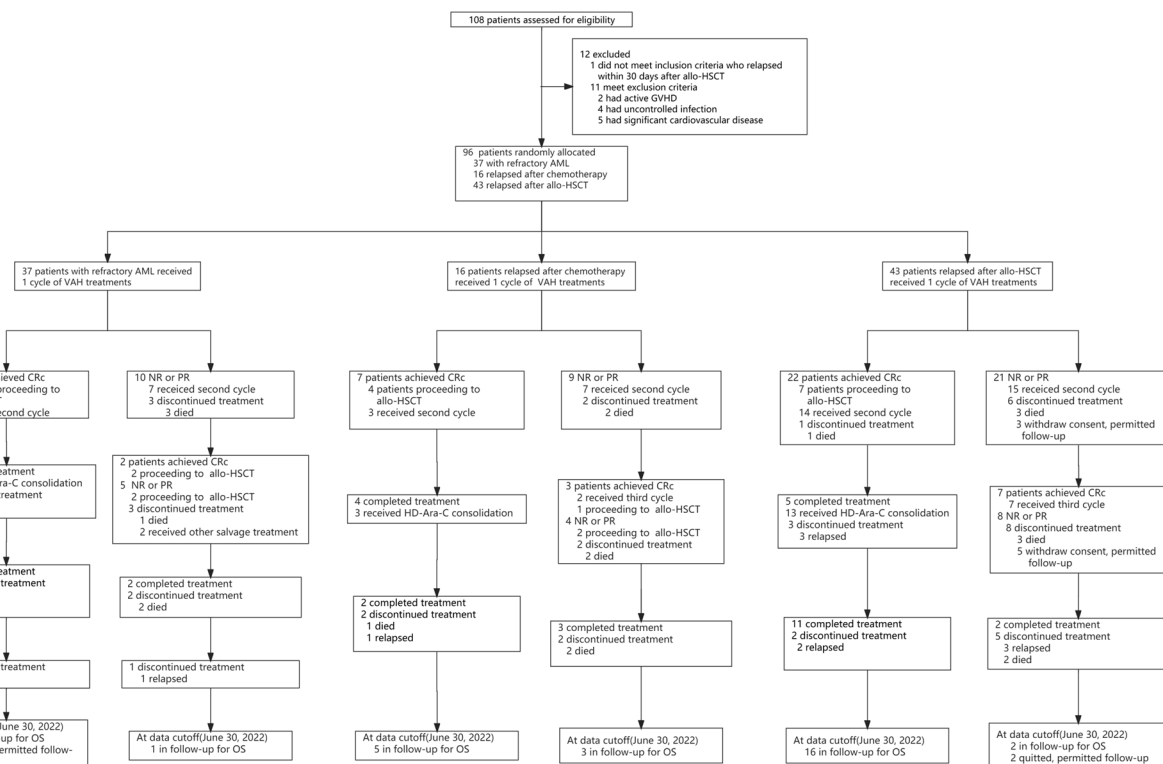 108 patients assessed for eligibility
12 excluded
1 did not meet inclusion criteria who relapsed
within 30 days after allo-HSCT
11 meet exclusion criteria
2 had active GVHD
4 had uncontrolled infection
5 had significant cardiovascular disease
96 patients randomly allocated
37 with refractory AML
16 relapsed after chemotherapy
43 relapsed after allo-HSCT
37 patients with refractory AML received
1 cycle of VAH treatments
16 patients relapsed after chemotherapy
received 1 cycle of VAH treatments
43 patients relapsed after allo-HSCT
received 1 cycle of VAH treatments
CRc
proceeding to
cycle
10 NR or PR
7 received second cycle
3 discontinued treatment
3 died
7 patients achieved CRc
4 patients proceeding to
allo-HSCT
3 received second cycle
9 NR or PR
7 received second cycle
2 discontinued treatment
2 died
22 patients achieved CRc
7 patients proceeding to
allo-HSCT
14 received second cycle
1 discontinued treatment
1 died
21 NR or PR
15 received second cycle
6 discontinued treatment
3 died
3 withdraw consent, permitted
follow-up
consolidation
2 patients achieved CRc
2 proceeding to allo-HSCT
5 NR or PR
2 proceeding to allo-HSCT
3 discontinued treatment
1 died
2 received other salvage treatment
4 completed treatment
3 received HD-Ara-C consolidation
3 patients achieved CRc
2 received third cycle
1 proceeding to allo-HSCT
4 NR or PR
2 proceeding to allo-HSCT
2 discontinued treatment
2 died
5 completed treatment
13 received HD-Ara-C consolidation
3 discontinued treatment
3 relapsed
7 patients achieved CRc
7 received third cycle
8 NR or PR
8 discontinued treatment
3 died
5 withdraw consent, permitted
follow-up
treatment
2 completed treatment
2 discontinued treatment
2 died
2 completed treatment
2 discontinued treatment
1 died
1 relapsed
3 completed treatment
2 discontinued treatment
2 died
11 completed treatment
2 discontinued treatment
2 relapsed
2 completed treatment
5 discontinued treatment
3 relapsed
2 died
treatment
1 discontinued treatment
1 relapsed
June 30, 2022)
up for OS
permitted follow-
At data cutoff(June 30, 2022)
1 in follow-up for OS
At data cutoff(June 30, 2022)
5 in follow-up for OS
At data cutoff(June 30, 2022)
3 in follow-up for OS
At data cutoff(June 30, 2022)
16 in follow-up for OS
At data cutoff(June 30, 2022)
2 in follow-up for OS
2 quitted, permitted follow-up